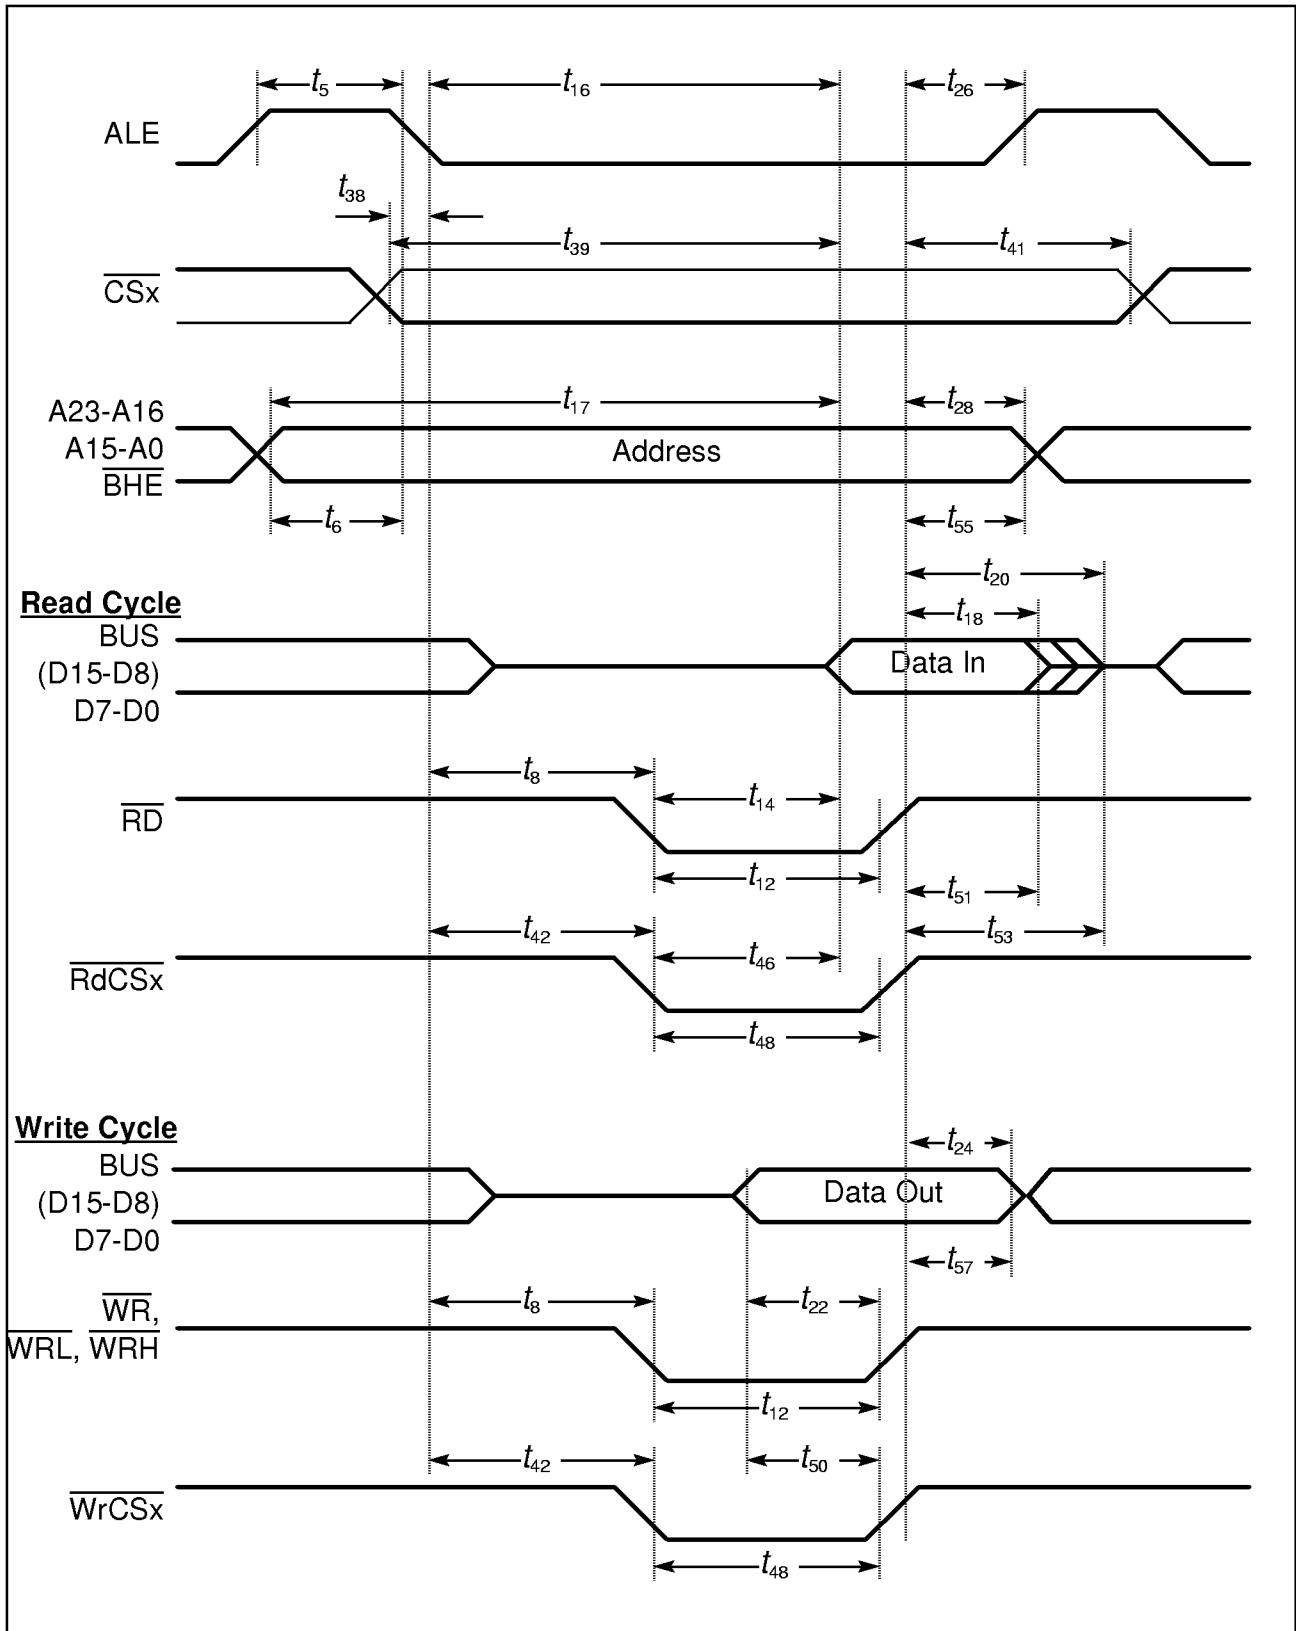 t5 t16 t26
ALE
t38
t39 t41
CSx
t17 t28
A23-A16
A15-A0
BHE
Address
t6 t55
t20
Read Cycle
t18
BUS
(D15-D8)
D7-D0
Data In
t8
t14
RD
t12
t51
t42 t53
t46
RdCSx
t48
Write Cycle
t24
BUS
(D15-D8)
D7-D0
Data Out
t57
t8 t22
WR,
WRL, WRH
t12
t42 t50
WrCSx
t48